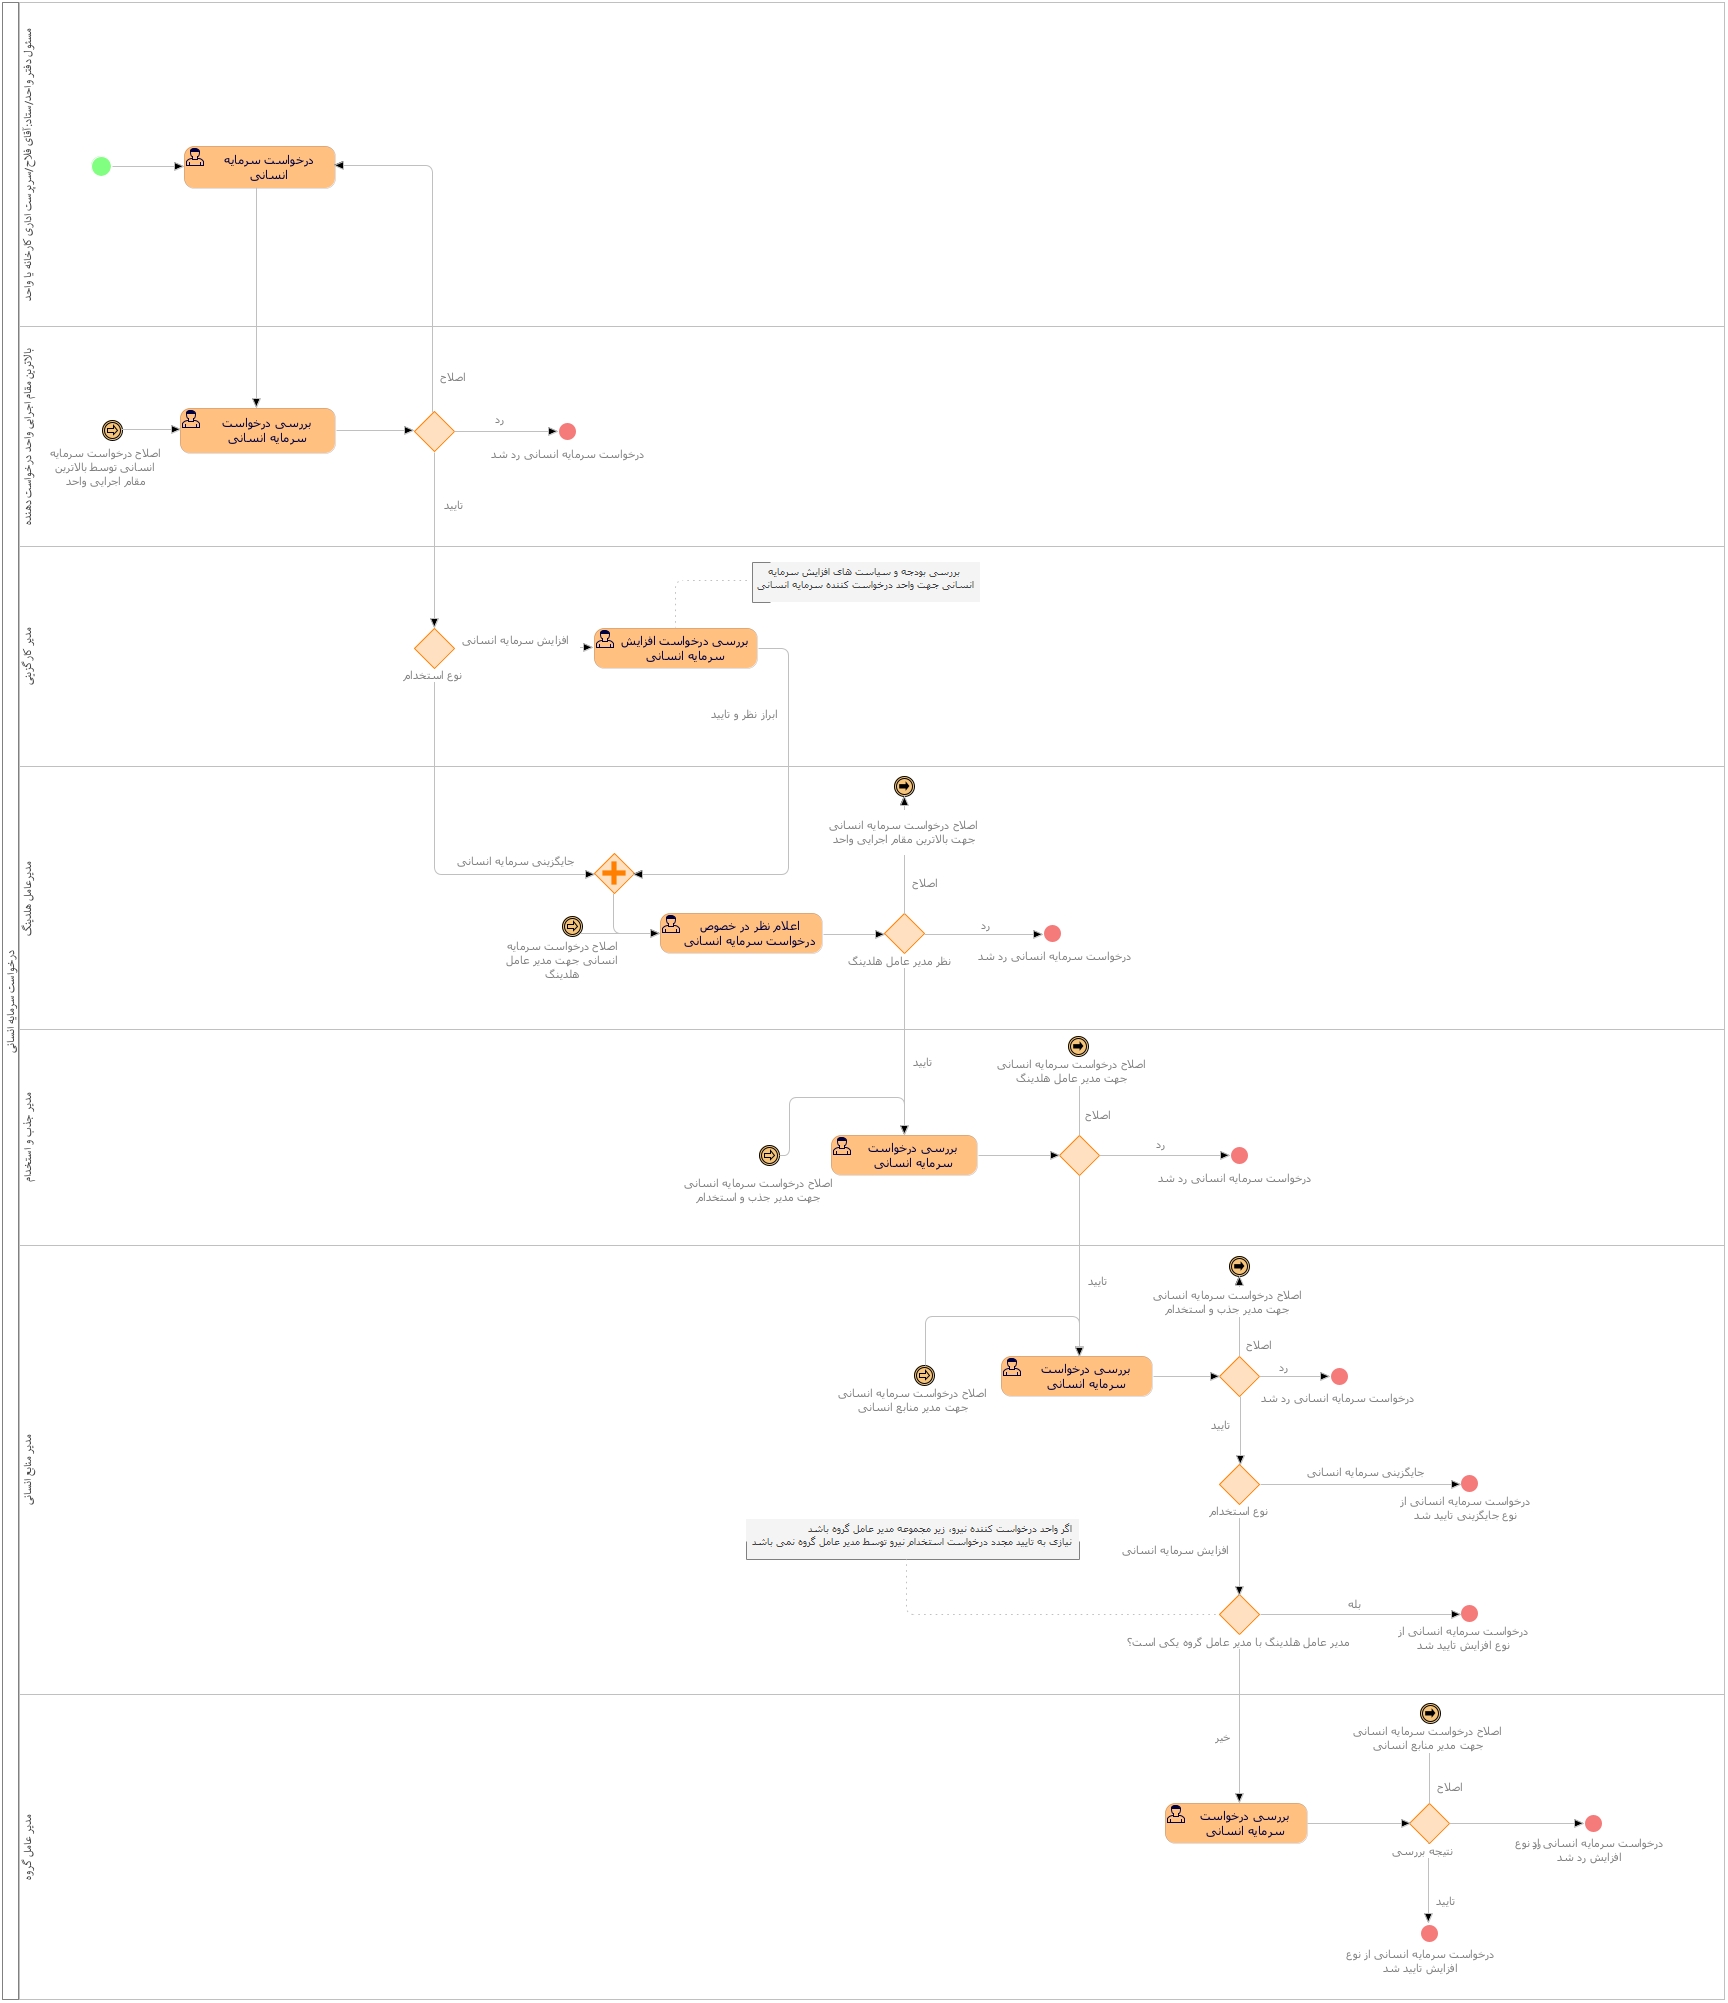 درخواست سرمایه انسانی
مسئول دفتر واحد/ستاد:آقای فلاح/سرپرست اداری کارخانه یا واحد
درخواست سرمایه
انسانی
بالاترین مقام اجرایی واحد درخواست دهنده
اصلاح
بررسی درخواست
سرمایه انسانی
رد
درخواست سرمایه انسانی رد شد
اصلاح درخواست سرمایه
انسانی توسط بالاترین
مقام اجرایی واحد
تایید
مدیر کارگزینی
بررسی بودجه و سیاست های افزایش سرمایه
انسانی جهت واحد درخواست کننده سرمایه انسانی
افزایش سرمایه انسانی
بررسی درخواست افزایش
سرمایه انسانی
نوع استخدام
ابراز نظر و تایید
مدیرعامل هلدینگ
اصلاح درخواست سرمایه انسانی
جهت بالاترین مقام اجرایی واحد
جایگزینی سرمایه انسانی
اصلاح
اعلام نظر در خصوص
درخواست سرمایه انسانی
رد
درخواست سرمایه انسانی رد شد
نظر مدیر عامل هلدینگ
اصلاح درخواست سرمایه
انسانی جهت مدیر عامل
هلدینگ
مدیر جذب و استخدام
تایید
اصلاح درخواست سرمایه انسانی
جهت مدیر عامل هلدینگ
اصلاح
بررسی درخواست
سرمایه انسانی
رد
درخواست سرمایه انسانی رد شد
اصلاح درخواست سرمایه انسانی
جهت مدیر جذب و استخدام
مدیر منابع انسانی
تایید
اصلاح درخواست سرمایه انسانی
جهت مدیر جذب و استخدام
اصلاح
بررسی درخواست
سرمایه انسانی
رد
درخواست سرمایه انسانی رد شد
اصلاح درخواست سرمایه انسانی
جهت مدیر منابع انسانی
تایید
جایگزینی سرمایه انسانی
درخواست سرمایه انسانی از
نوع جایگزینی تایید شد
نوع استخدام
اگر واحد درخواست کننده نیرو، زیر مجموعه مدیر عامل گروه باشد
نیازی به تایید مجدد درخواست استخدام نیرو توسط مدیر عامل گروه نمی باشد
افزایش سرمایه انسانی
بله
درخواست سرمایه انسانی از
نوع افزایش تایید شد
مدیر عامل هلدینگ با مدیر عامل گروه یکی است؟
مدیر عامل گروه
خیر
اصلاح درخواست سرمایه انسانی
جهت مدیر منابع انسانی
اصلاح
بررسی درخواست
سرمایه انسانی
درخواست سرمایه انسانی از نوع
افزایش رد شد
نتیجه بررسی
تایید
درخواست سرمایه انسانی از نوع
افزایش تایید شد